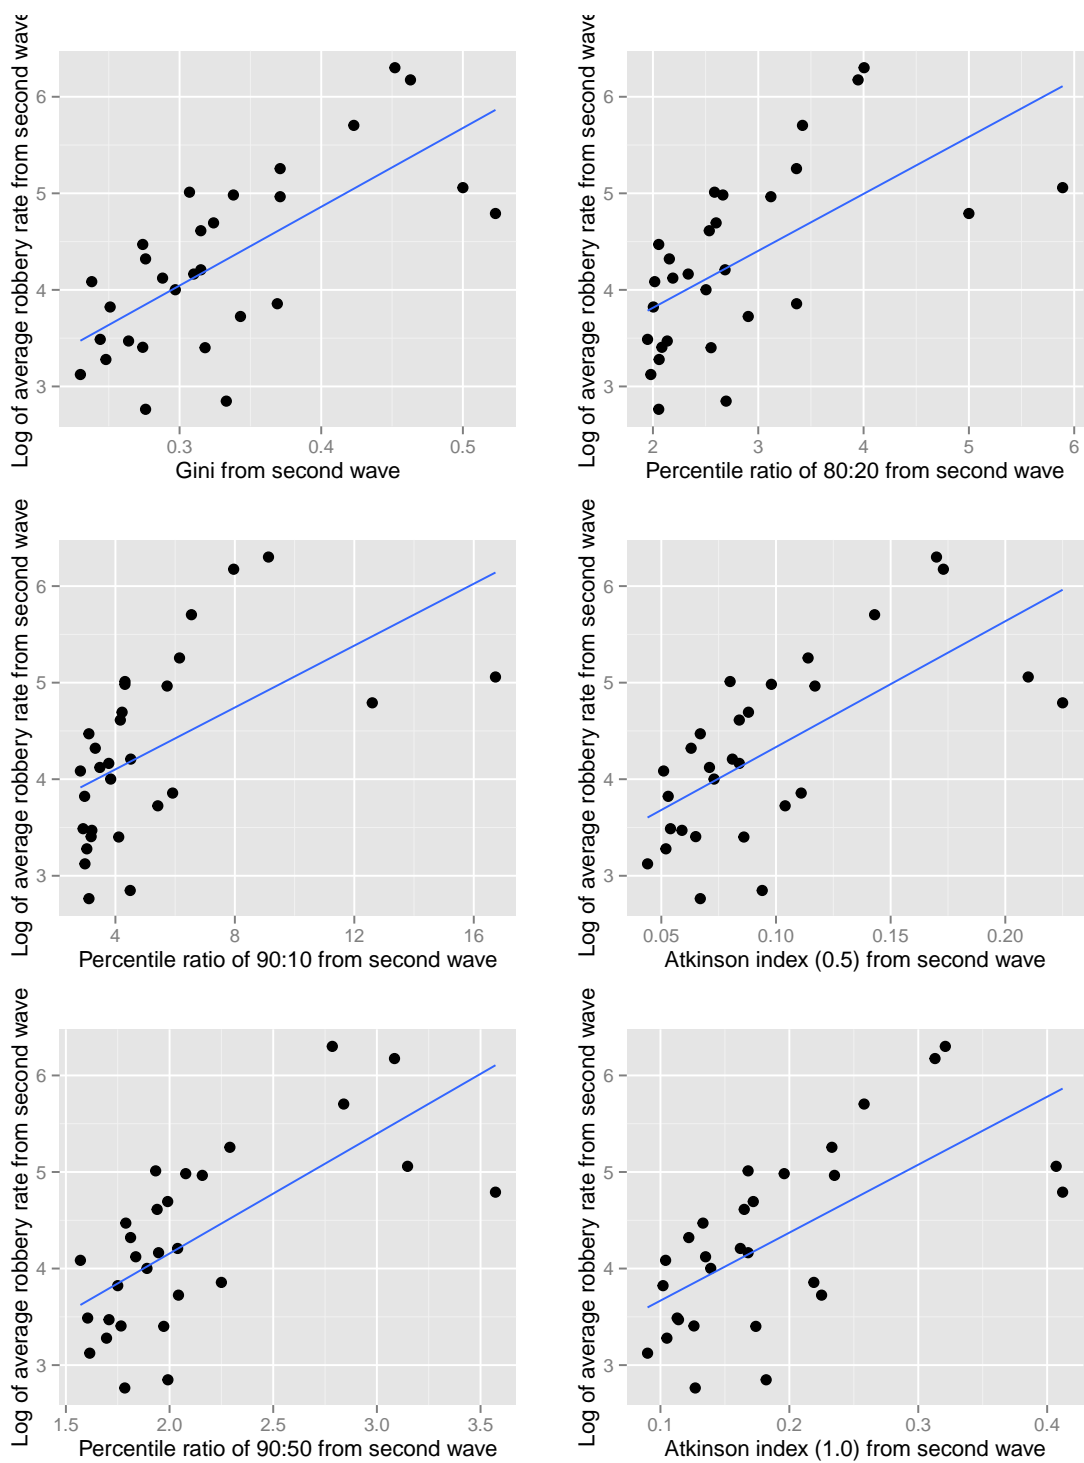 Log of average robbery rate from second wave
6
5
4
3
0.3 0.4 0.5
Gini from second wave
Log of average robbery rate from second wave
6
5
4
3
2 3 4 5 6
Percentile ratio of 80:20 from second wave
Log of average robbery rate from second wave
6
5
4
3
4 8 12 16
Percentile ratio of 90:10 from second wave
Log of average robbery rate from second wave
6
5
4
3
0.05 0.10 0.15 0.20
Atkinson index (0.5) from second wave
Log of average robbery rate from second wave
6
5
4
3
1.5 2.0 2.5 3.0 3.5
Percentile ratio of 90:50 from second wave
Log of average robbery rate from second wave
6
5
4
3
0.1 0.2 0.3 0.4
Atkinson index (1.0) from second wave